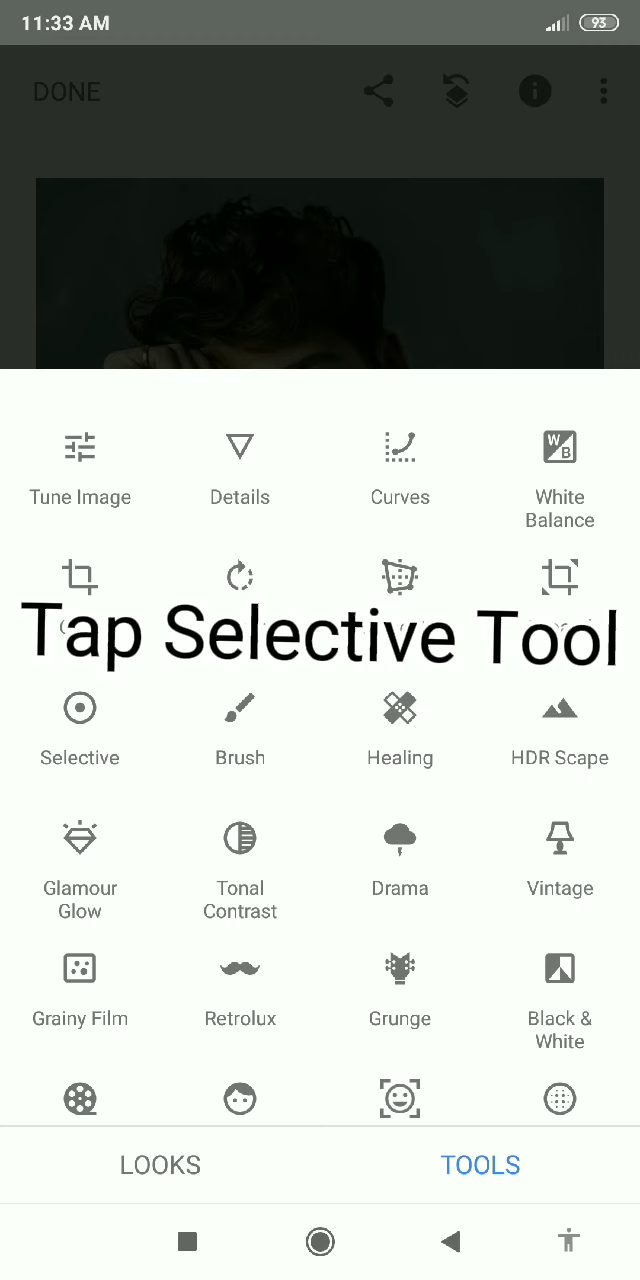 11:33 AM
93
DONE
Tune Image
Details
Curves
White
Balance
Tap Selective Tool
Selective
Brush
Healing
HDR Scape
Glamour
Glow
Tonal
Contrast
Drama
Vintage
Grainy Film
Retrolux
Grunge
Black &
White
LOOKS
TOOLS